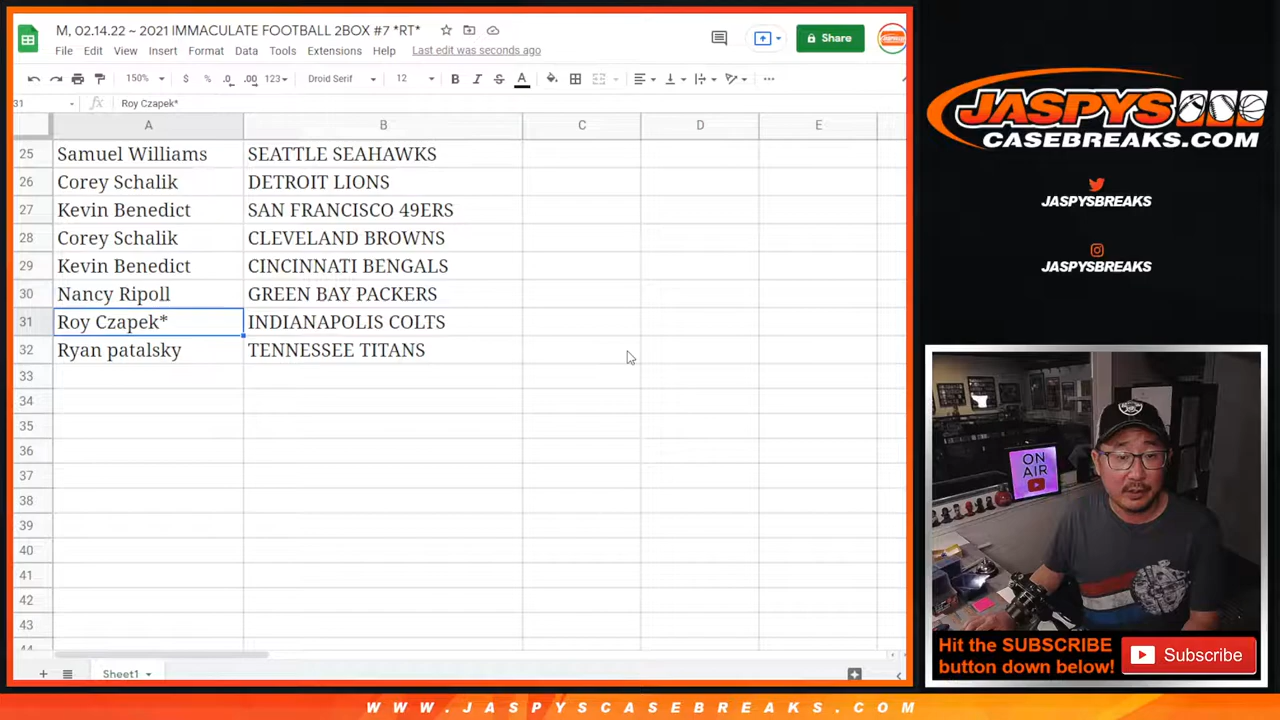 M, 02.14.22 ~ 2021 IMMACULATE FOOTBALL 2BOX #7 *RT*
File Edit View Insert Format Data Tools Extensions Help Last edit was seconds ago
Share
150% $ % .0 .00 123 Droid Serif 12 B I S A
31 fx Roy Czapek*
A B C D E
25 Samuel Williams SEATTLE SEAHAWKS
26 Corey Schalik DETROIT LIONS
27 Kevin Benedict SAN FRANCISCO 49ERS
28 Corey Schalik CLEVELAND BROWNS
29 Kevin Benedict CINCINNATI BENGALS
30 Nancy Ripoll GREEN BAY PACKERS
31 Roy Czapek* INDIANAPOLIS COLTS
32 Ryan patalsky TENNESSEE TITANS
33
34
35
36
37
38
39
40
41
42
43
44
Sheet1
JASPYS
CASEBREAKS.COM
JASPYSBREAKS
JASPYSBREAKS
ON
AIR
Hit the SUBSCRIBE
button down below!
Subscribe
WWW.JASPYSCASEBREAKS.COM